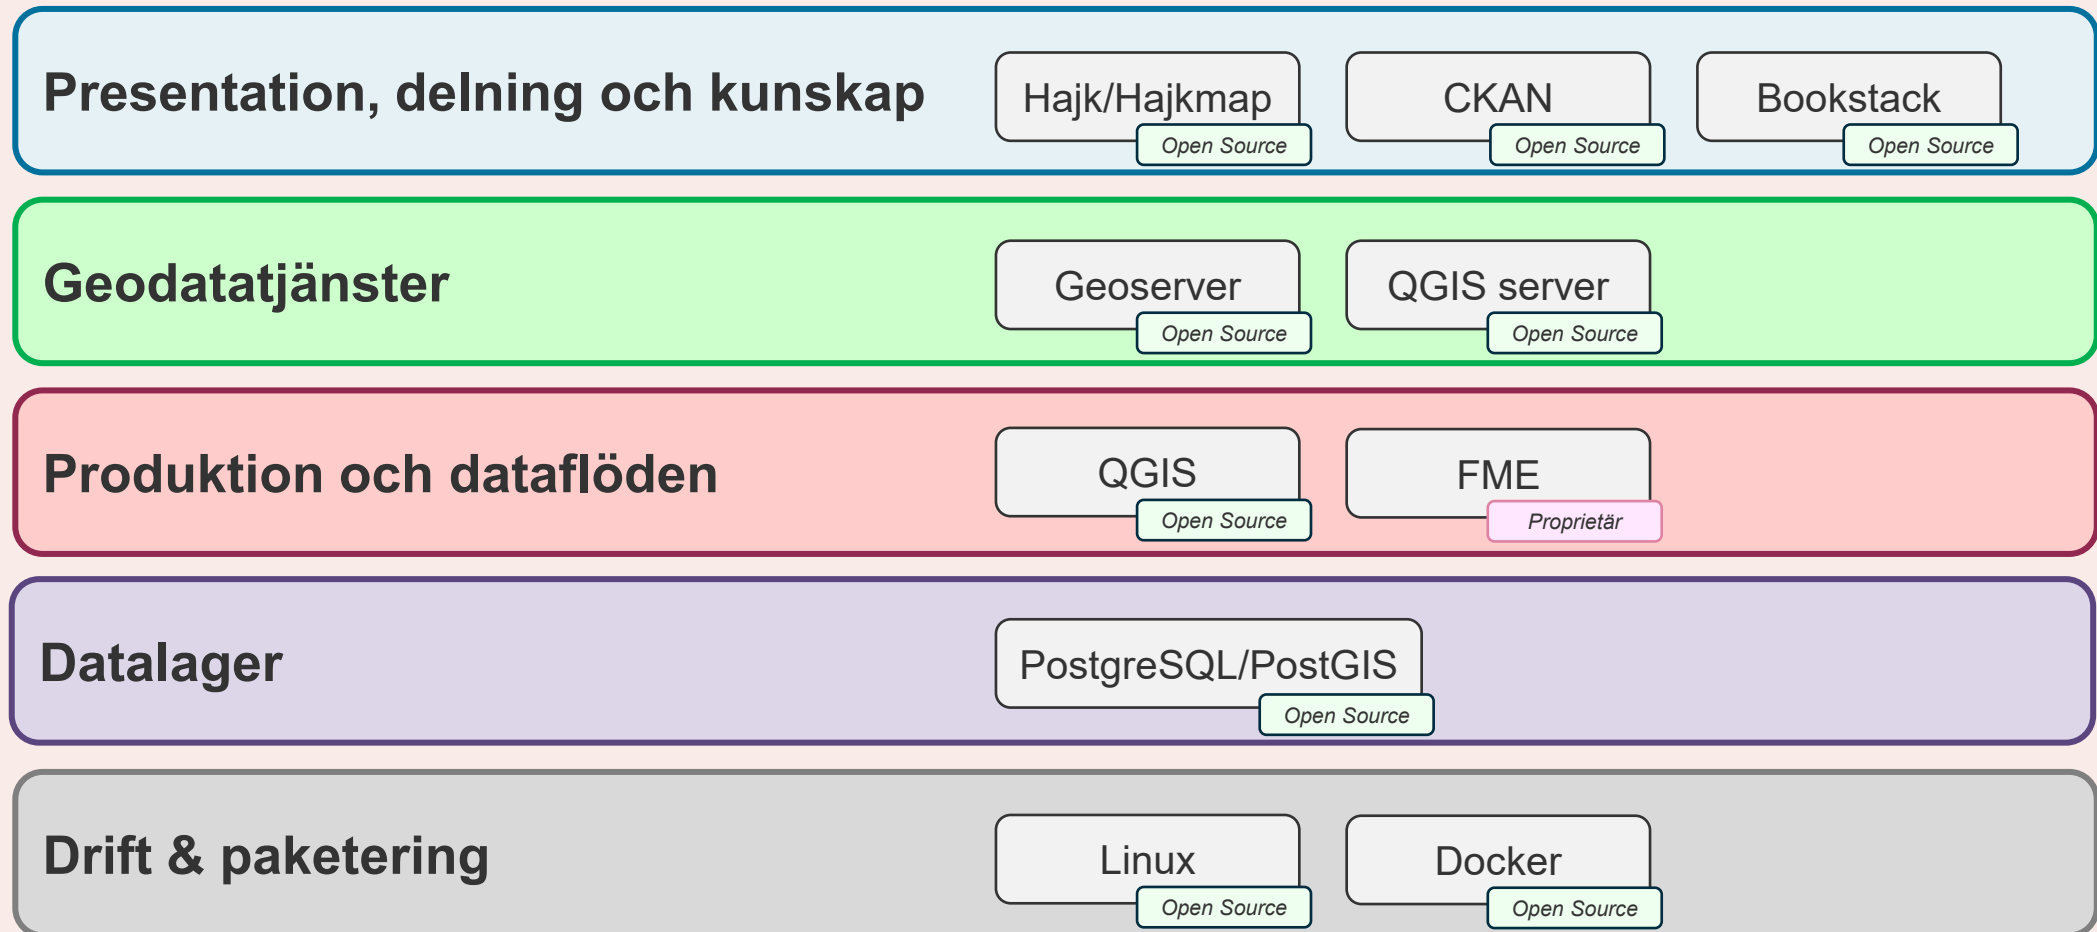 Presentation, delning och kunskap
Hajk/Hajkmap
Open Source
CKAN
Open Source
Bookstack
Open Source
Geodatatjänster
Geoserver
Open Source
QGIS server
Open Source
Produktion och dataflöden
QGIS
Open Source
FME
Proprietär
Datalager
PostgreSQL/PostGIS
Open Source
Drift & paketering
Linux
Open Source
Docker
Open Source